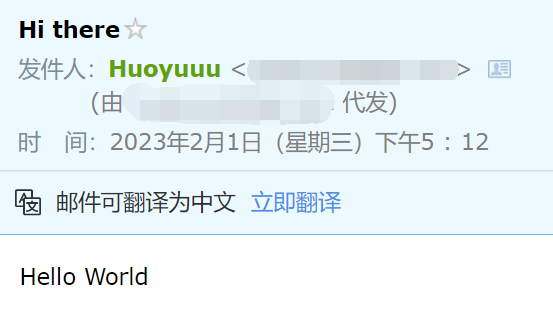 Hi there
发件人：Huoyuuu <>
(由 代发)
时 间：2023年2月1日（星期三）下午5：12
邮件可翻译为中文 立即翻译
Hello World